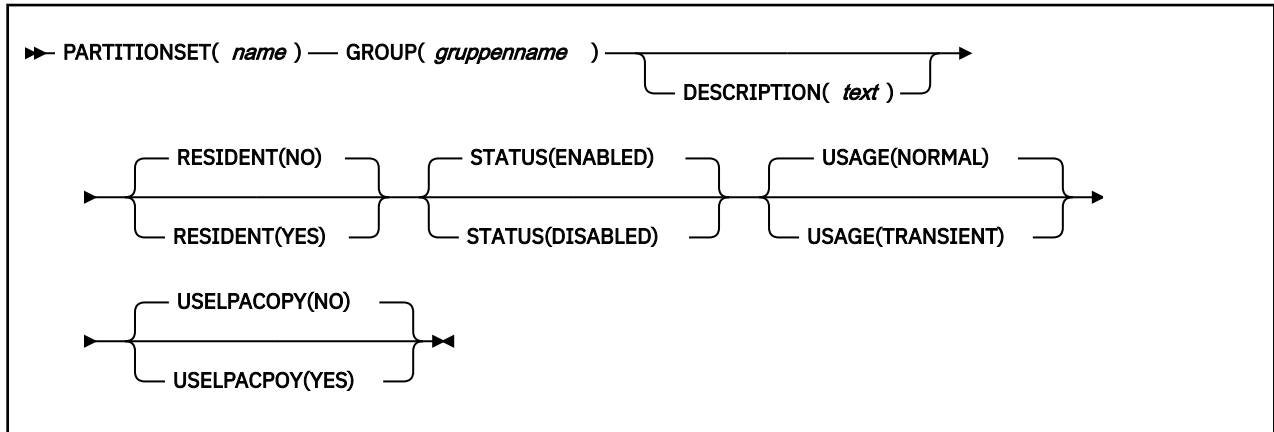 PARTITIONSET( name ) GROUP( gruppenname )
DESCRIPTION( text )
RESIDENT(NO) STATUS(ENABLED) USAGE(NORMAL)
RESIDENT(YES) STATUS(DISABLED) USAGE(TRANSIENT)
USELPACOPY(NO)
USELPACPOY(YES)